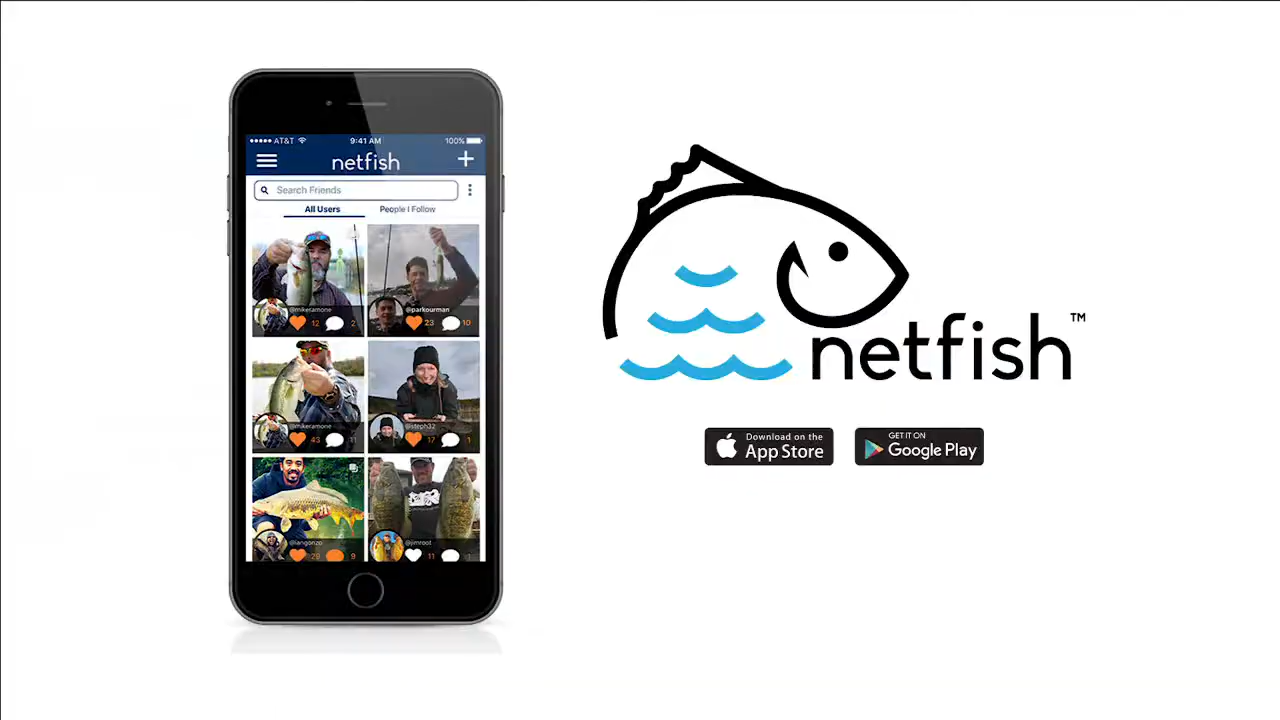 AT&T 9:41 AM 100%
netfish
Search Friends
All Users People I Follow
@mikeramone
12 2
@parkourman
23 10
@mikeramone
43 11
@steph32
17 1
@iangonzo
29 9
@jimroot
11 1
netfish™
Download on the
App Store
GET IT ON
Google Play